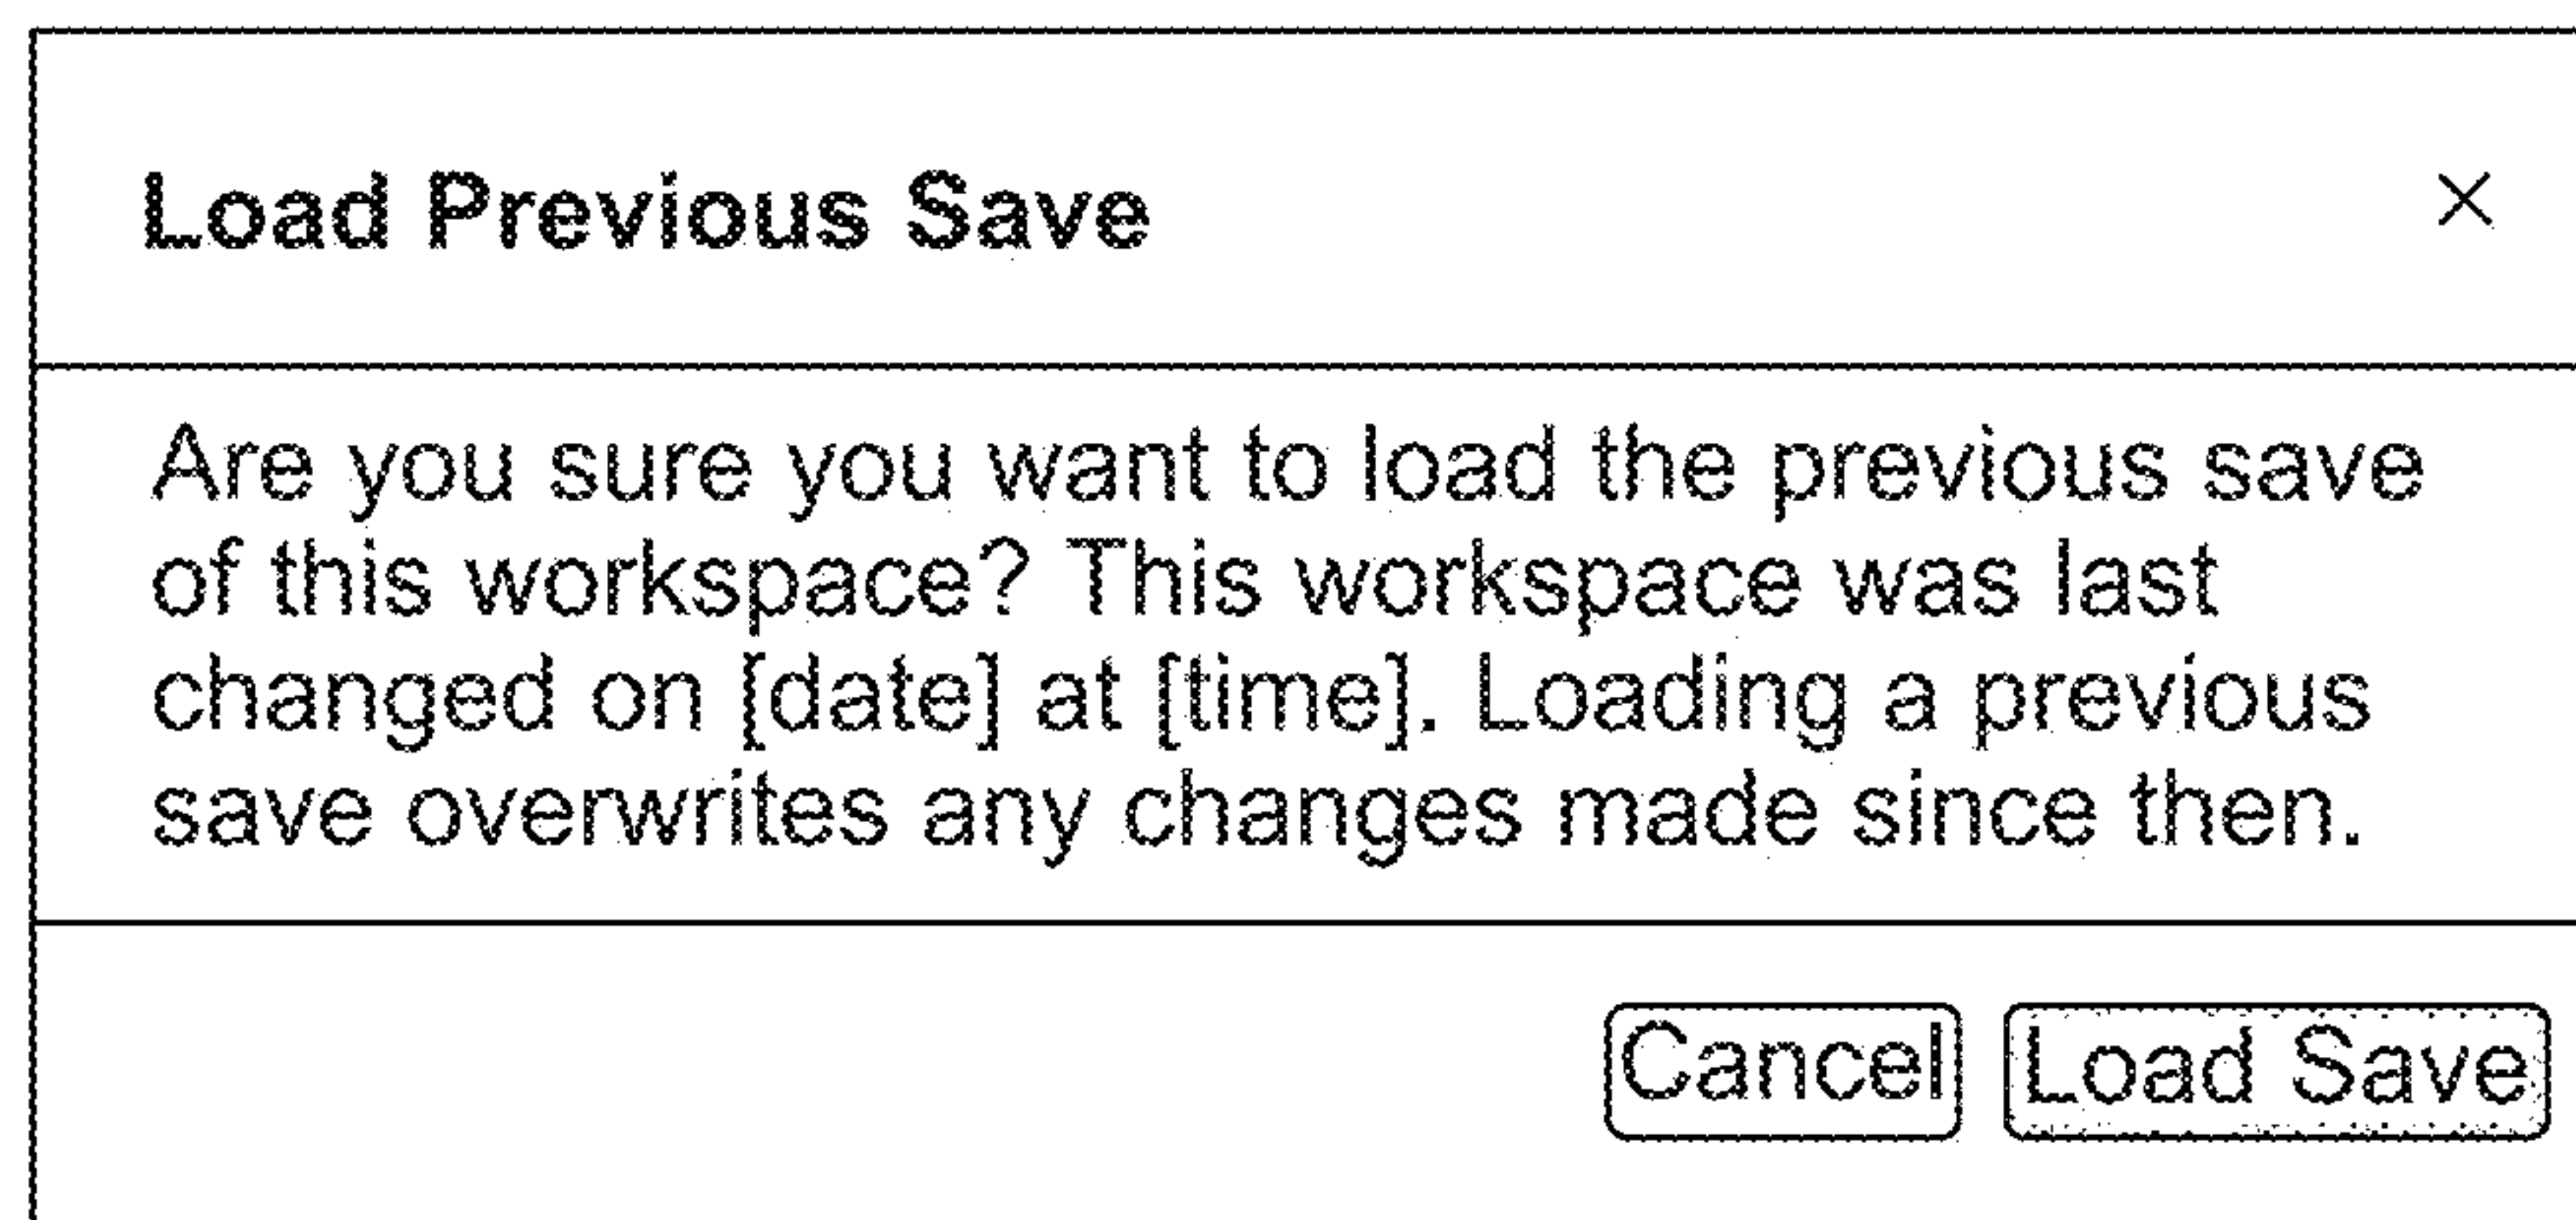 Load Previous Save
Are you sure you want to load the previous save
of this workspace? This workspace was last
changed on [date] at [time]. Loading a previous
save overwrites any changes made since then.
Cancel Load Save